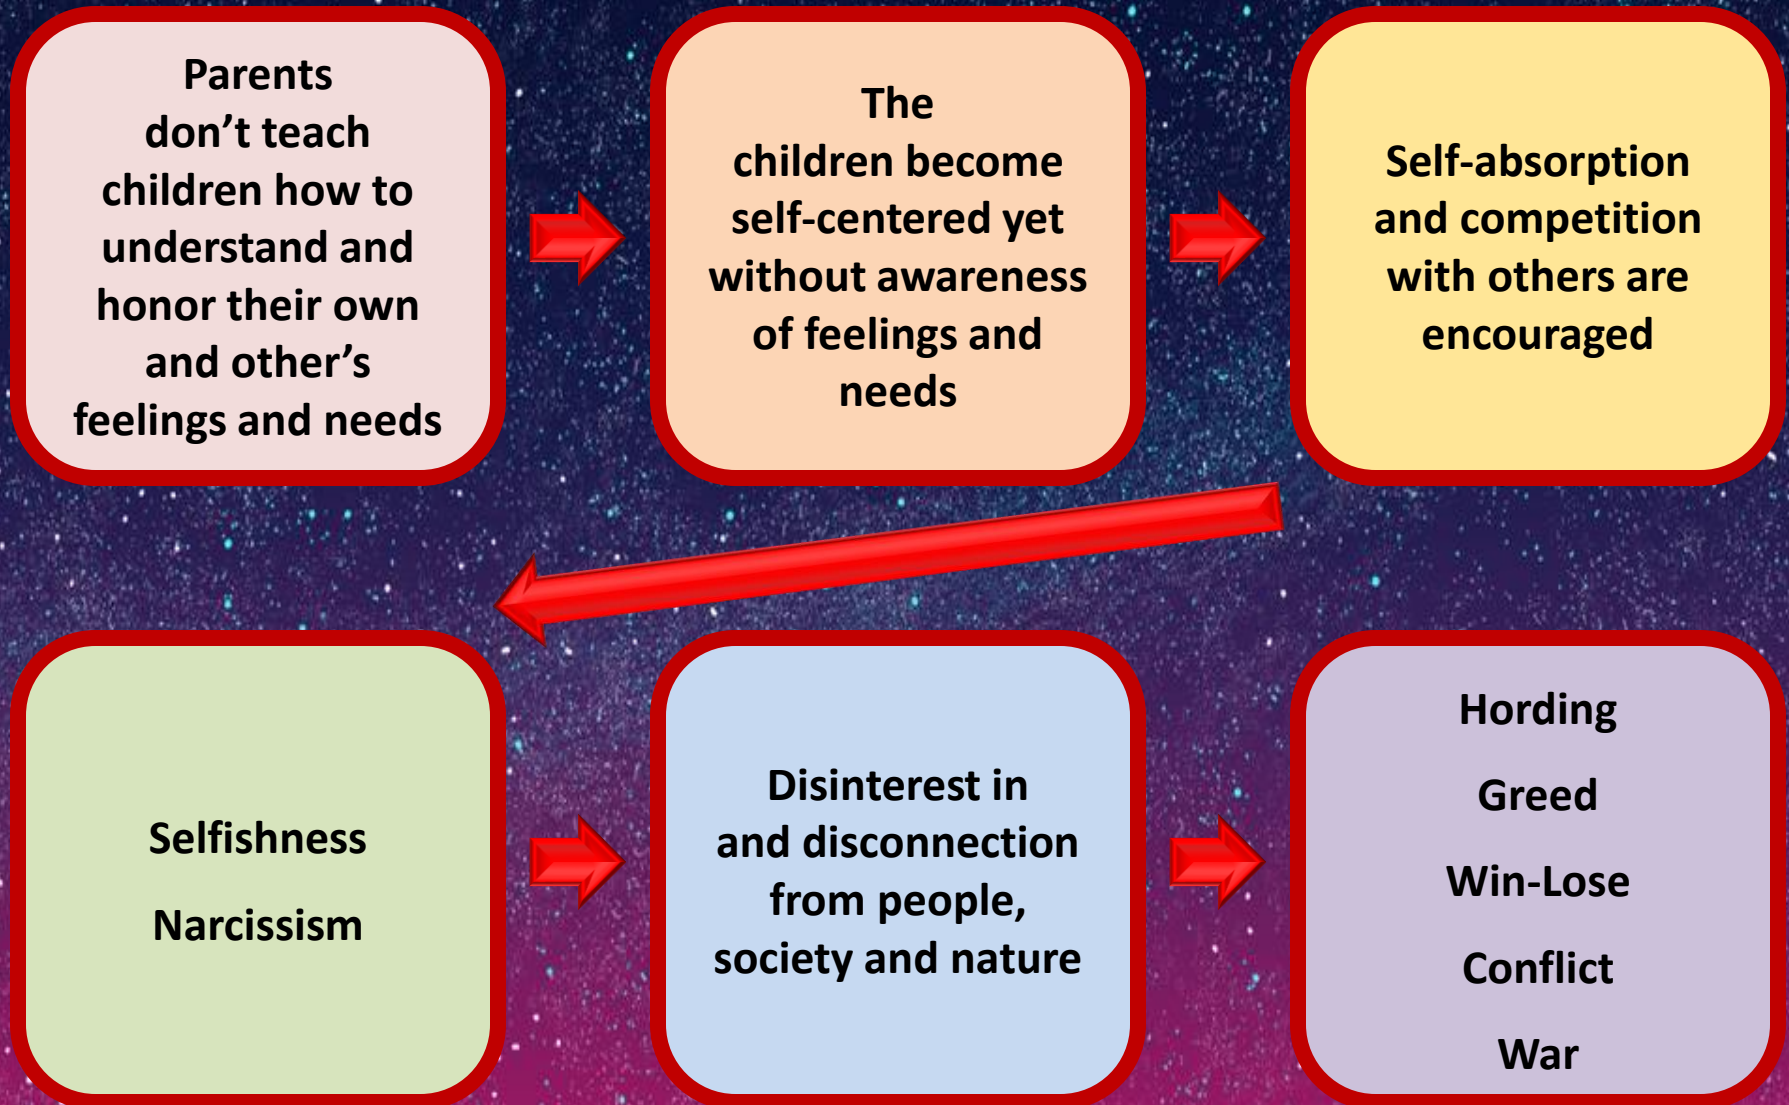 Parents
don’t teach
children how to
understand and
honor their own
and other’s
feelings and needs
The
children become
self-centered yet
without awareness
of feelings and
needs
Self-absorption
and competition
with others are
encouraged
Selfishness
Narcissism
Disinterest in
and disconnection
from people,
society and nature
Hording
Greed
Win-Lose
Conflict
War